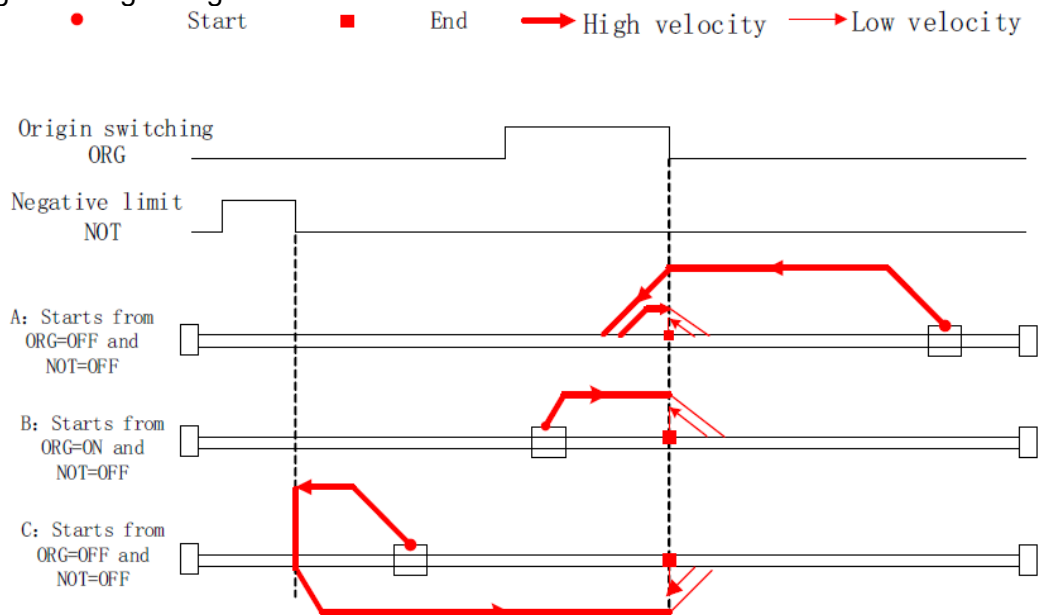 Start End High velocity Low velocity
Origin switching
ORG
Negative limit
NOT
A: Starts from
ORG=OFF and
NOT=OFF
B: Starts from
ORG=ON and
NOT=OFF
C: Starts from
ORG=OFF and
NOT=OFF